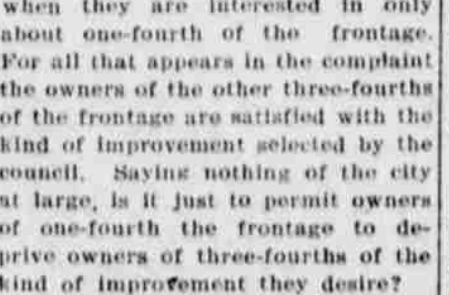 when they are interested in only
about one-fourth of the frontage.
For all that appears in the complaint
the owners of the other three-fourths
of the frontage are satisfied with the
kind of improvement selected by the
council. Saying nothing of the city
at large, is it just to permit owners
of one-fourth the frontage to de-
prive owners of three-fourths of the
kind of improvement they desire?